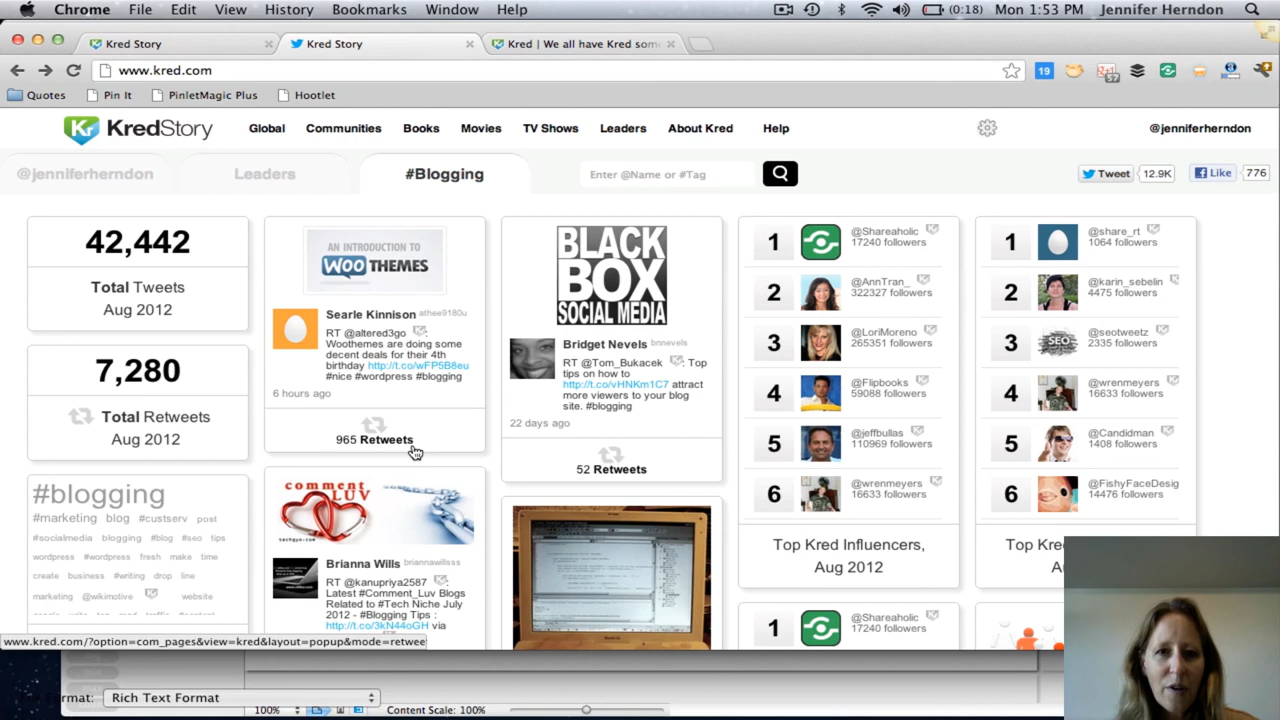 Chrome File Edit View History Bookmarks Window Help (0:18) Mon 1:53 PM Jennifer Herndon
Kred Story
Kred Story
Kred | We all have Kred som
www.kred.com
19
57
Quotes Pin It PinletMagic Plus Hootlet
Kr KredStory Global Communities Books Movies TV Shows Leaders About Kred Help @jenniferherndon
@jenniferherndon Leaders #Blogging Enter @Name or #Tag Tweet 12.9K Like 776
42,442
Total Tweets
Aug 2012
7,280
Total Retweets
Aug 2012
#blogging
#marketing blog #custserv post
#socialmedia blogging #blog #seo tips
wordpress #wordpress fresh make time
create business #writing drop line
marketing @wikimotive website
AN INTRODUCTION TO
WOO THEMES
Searle Kinnison athee9180u
RT @altered3go :
Woothemes are doing some
decent deals for their 4th
birthday http://t.co/wFP5B8eu
#nice #wordpress #blogging
6 hours ago
965 Retweets
comment
LUV
techgyo.com
Brianna Wills briannawillsss
RT @kanupriya2587 :
Latest #Comment_Luv Blogs
Related to #Tech Niche July
2012 - #Blogging Tips :
http://t.co/3kN44oGH via
BLACK
BOX
SOCIAL MEDIA
Bridget Nevels bnnevels
RT @Tom_Bukacek : Top
tips on how to
http://t.co/vHNKm1C7 attract
more viewers to your blog
site. #blogging
22 days ago
52 Retweets
1 @Shareaholic
17240 followers
2 @AnnTran_
322327 followers
3 @LoriMoreno
265351 followers
4 @Flipbooks
59088 followers
5 @jeffbullas
110969 followers
6 @wrenmeyers
16633 followers
Top Kred Influencers,
Aug 2012
1 @Shareaholic
17240 followers
1 @share_rt
1064 followers
2 @karin_sebelin
4475 followers
3 SEO @seotweetz
2335 followers
4 @wrenmeyers
16633 followers
5 @Candidman
1408 followers
6 @FishyFaceDesig
14476 followers
Top Kre
Au
www.kred.com/?option=com_pages&view=kred&layout=popup&mode=retwee
Format: Rich Text Format
100% Content Scale: 100%